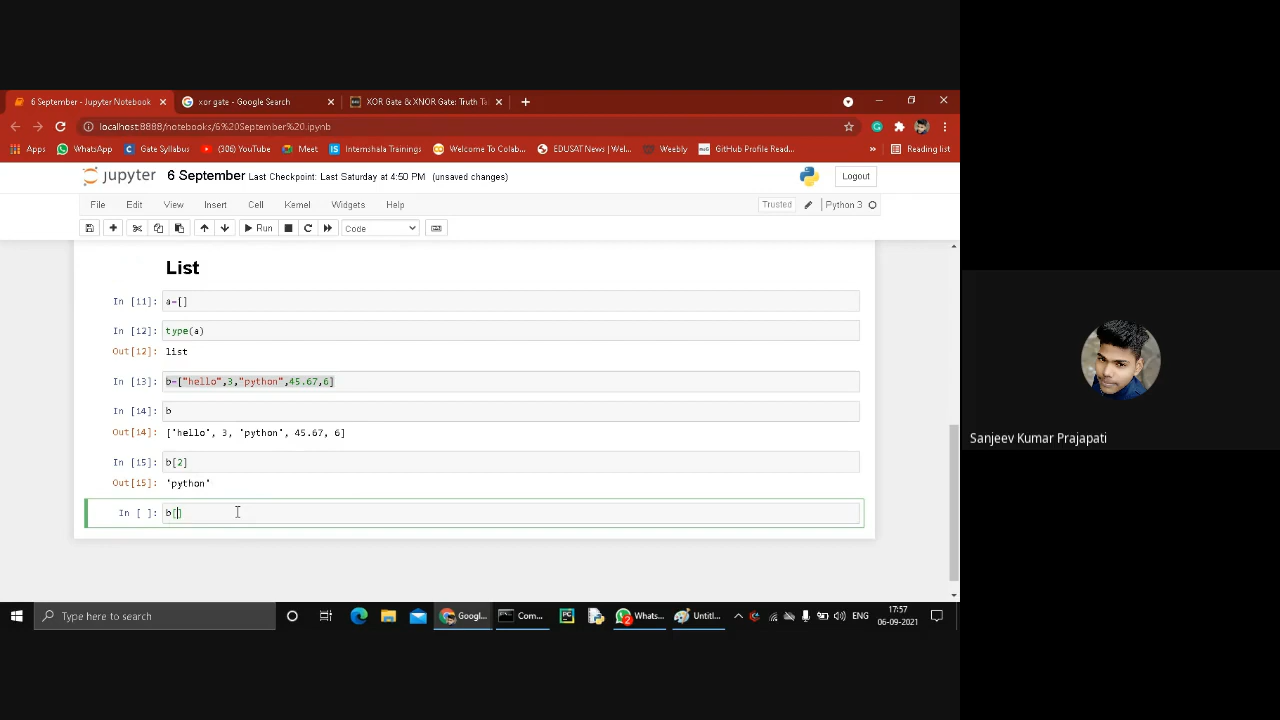 6 September - Jupyter Notebook
xor gate - Google Search
XOR Gate & XNOR Gate: Truth Ta
localhost:8888/notebooks/6%20September%20.ipynb
Apps WhatsApp Gate Syllabus (306) YouTube Meet Internshala Trainings Welcome To Colab... EDUSAT News | Wel... Weebly GitHub Profile Read... » Reading list
jupyter 6 September Last Checkpoint: Last Saturday at 4:50 PM (unsaved changes) Logout
File Edit View Insert Cell Kernel Widgets Help Trusted Python 3
Run Code
List
In [11]: a=[]
In [12]: type(a)
Out[12]: list
In [13]: b=["hello",3,"python",45.67,6]
In [14]: b
Out[14]: ['hello', 3, 'python', 45.67, 6]
In [15]: b[2]
Out[15]: 'python'
In [ ]: b[]
Sanjeev Kumar Prajapati
Type here to search Googl... Com... 2 Whats... Untitl... ENG 17:57
06-09-2021